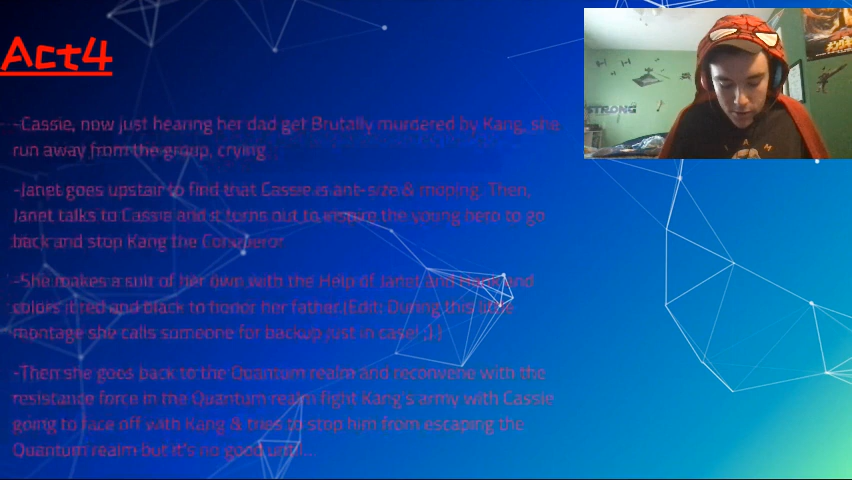 Act4
STRONG
-Cassie, now just hearing her dad get Brutally murdered by Kang, she
run away from the group, crying
-Janet goes upstair to find that Cassie is ant-size & moping. Then,
Janet talks to Cassie and it turns out to inspire the young hero to go
back and stop Kang the Conqueror
-She makes a suit of her own with the Help of Janet and Hank and
colors it red and black to honor her father.(Edit: During this little
montage she calls someone for backup just in case! ;).)
-Then she goes back to the Quantum realm and reconvene with the
resistance force in the Quantum realm fight Kang's army with Cassie
going to face off with Kang & tries to stop him from escaping the
Quantum realm but it's no good until...